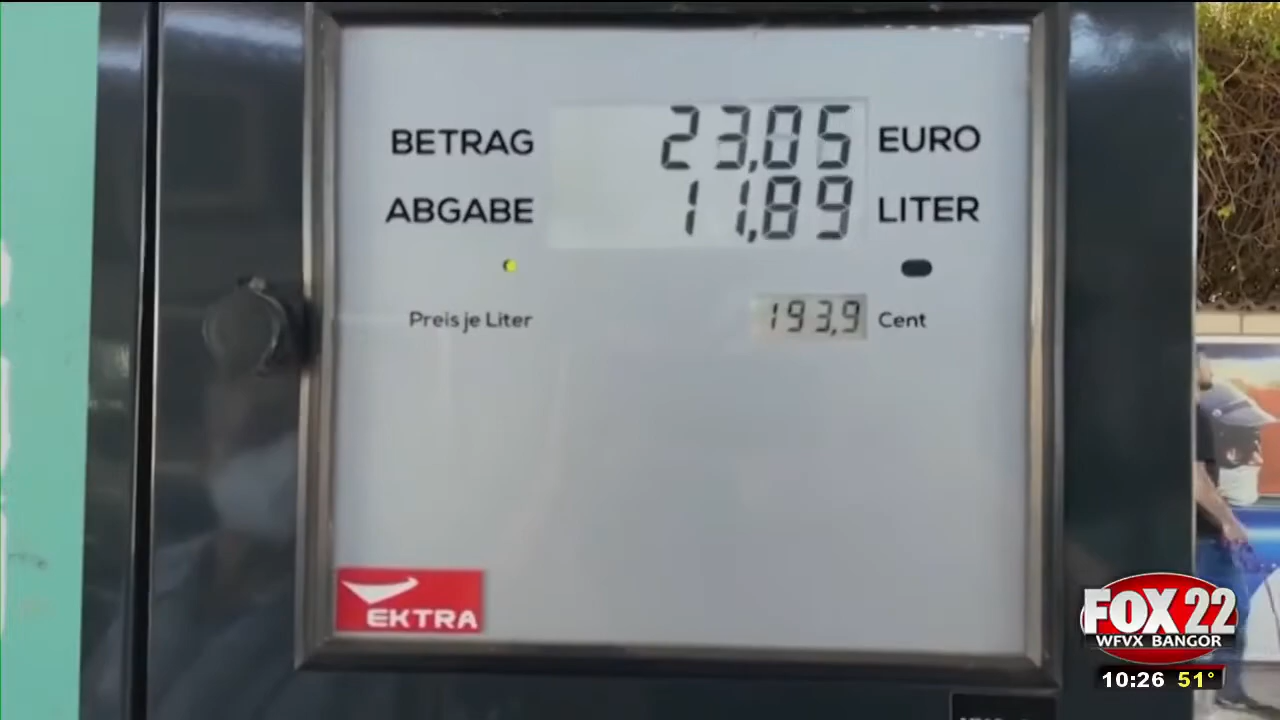 BETRAG 23,05 EURO
ABGABE 11,89 LITER
Preis je Liter 193,9 Cent
EKTRA
FOX 22
WFVX BANGOR
10:26 51°